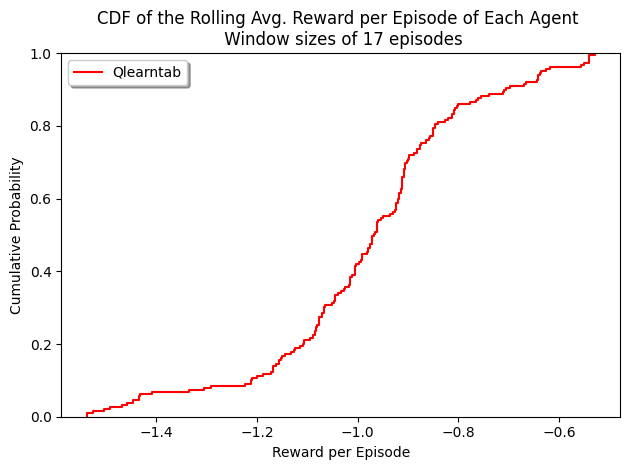 CDF of the Rolling Avg. Reward per Episode of Each Agent
Window sizes of 17 episodes
Qlearntab
1.0
0.8
0.6
0.4
0.2
0.0
Cumulative Probability
−1.4 −1.2 −1.0 −0.8 −0.6
Reward per Episode